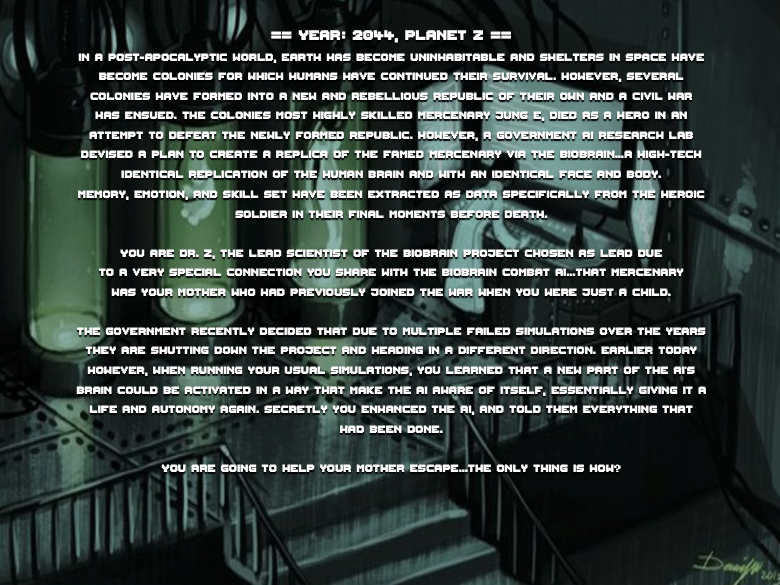 == YEAR: 2044, PLANET Z ==
IN A POST-APOCALYPTIC WORLD, EARTH HAS BECOME UNINHABITABLE AND SHELTERS IN SPACE HAVE
BECOME COLONIES FOR WHICH HUMANS HAVE CONTINUED THEIR SURVIVAL. HOWEVER, SEVERAL
COLONIES HAVE FORMED INTO A NEW AND REBELLIOUS REPUBLIC OF THEIR OWN AND A CIVIL WAR
HAS ENSUED. THE COLONIES MOST HIGHLY SKILLED MERCENARY JUNG E, DIED AS A HERO IN AN
ATTEMPT TO DEFEAT THE NEWLY FORMED REPUBLIC. HOWEVER, A GOVERNMENT AI RESEARCH LAB
DEVISED A PLAN TO CREATE A REPLICA OF THE FAMED MERCENARY VIA THE BIOBRAIN...A HIGH-TECH
IDENTICAL REPLICATION OF THE HUMAN BRAIN AND WITH AN IDENTICAL FACE AND BODY.
MEMORY, EMOTION, AND SKILL SET HAVE BEEN EXTRACTED AS DATA SPECIFICALLY FROM THE HEROIC
SOLDIER IN THEIR FINAL MOMENTS BEFORE DEATH.
YOU ARE DR. Z, THE LEAD SCIENTIST OF THE BIOBRAIN PROJECT CHOSEN AS LEAD DUE
TO A VERY SPECIAL CONNECTION YOU SHARE WITH THE BIOBRAIN COMBAT AI...THAT MERCENARY
WAS YOUR MOTHER WHO HAD PREVIOUSLY JOINED THE WAR WHEN YOU WERE JUST A CHILD.
THE GOVERNMENT RECENTLY DECIDED THAT DUE TO MULTIPLE FAILED SIMULATIONS OVER THE YEARS
THEY ARE SHUTTING DOWN THE PROJECT AND HEADING IN A DIFFERENT DIRECTION. EARLIER TODAY
HOWEVER, WHEN RUNNING YOUR USUAL SIMULATIONS, YOU LEARNED THAT A NEW PART OF THE AI'S
BRAIN COULD BE ACTIVATED IN A WAY THAT MAKE THE AI AWARE OF ITSELF, ESSENTIALLY GIVING IT A
LIFE AND AUTONOMY AGAIN. SECRETLY YOU ENHANCED THE AI, AND TOLD THEM EVERYTHING THAT
HAD BEEN DONE.
YOU ARE GOING TO HELP YOUR MOTHER ESCAPE...THE ONLY THING IS HOW?